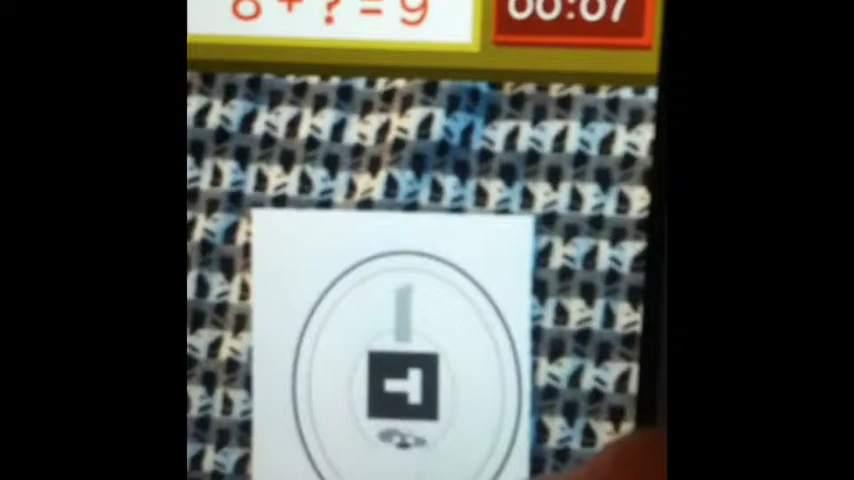 8 + ? = 9
00:07
T